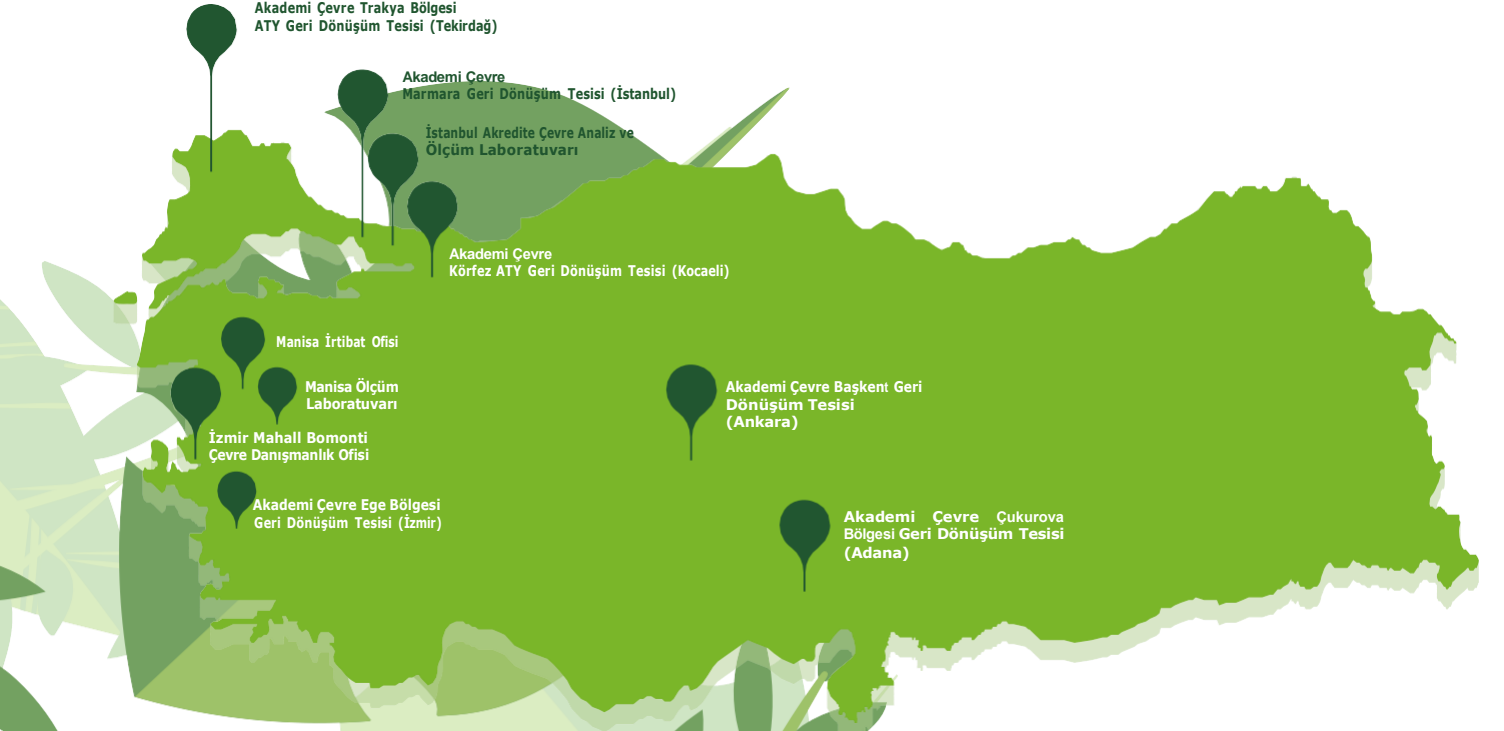 Akademi Çevre Trakya Bölgesi
ATY Geri Dönüşüm Tesisi (Tekirdağ)
Akademi Çevre
Marmara Geri Dönüşüm Tesisi (İstanbul)
İstanbul Akredite Çevre Analiz ve
Ölçüm Laboratuvarı
Akademi Çevre
Körfez ATY Geri Dönüşüm Tesisi (Kocaeli)
Manisa İrtibat Ofisi
Manisa Ölçüm
Laboratuvarı
İzmir Mahall Bomonti
Çevre Danışmanlık Ofisi
Akademi Çevre Ege Bölgesi
Geri Dönüşüm Tesisi (İzmir)
Akademi Çevre Başkent Geri
Dönüşüm Tesisi
(Ankara)
Akademi Çevre Çukurova
Bölgesi Geri Dönüşüm Tesisi
(Adana)